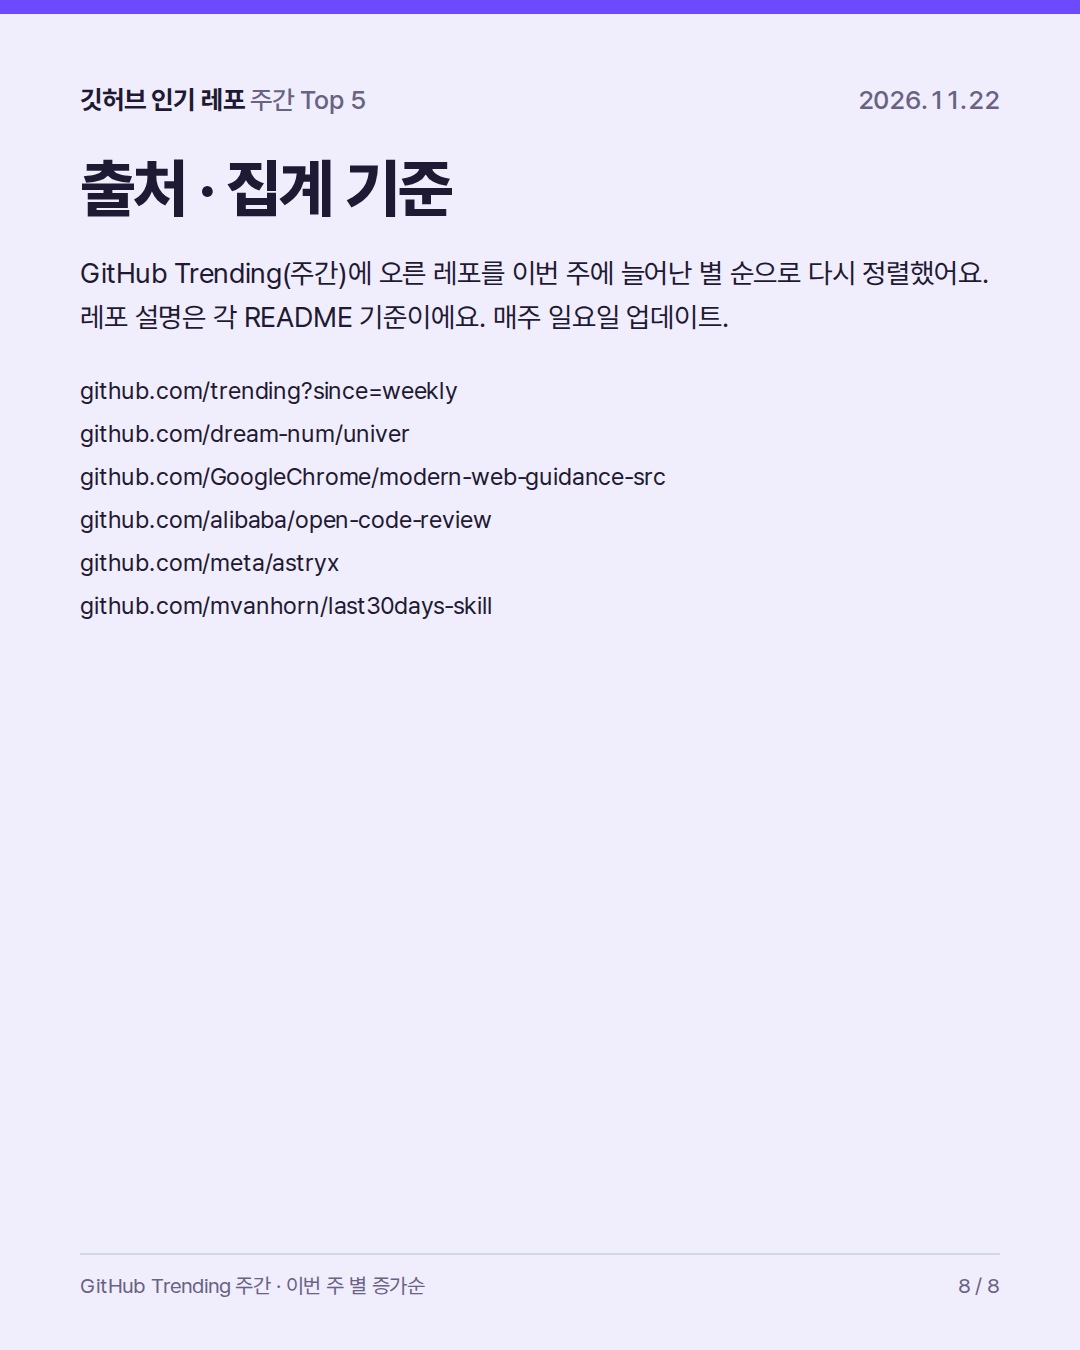 깃허브 인기 레포 주간 Top 5
2026.11.22
출처 · 집계 기준
GitHub Trending(주간)에 오른 레포를 이번 주에 늘어난 별 순으로 다시 정렬했어요.
레포 설명은 각 README 기준이에요. 매주 일요일 업데이트.
github.com/trending?since=weekly
github.com/dream-num/univer
github.com/GoogleChrome/modern-web-guidance-src
github.com/alibaba/open-code-review
github.com/meta/astryx
github.com/mvanhorn/last30days-skill
GitHub Trending 주간 · 이번 주 별 증가순
8 / 8